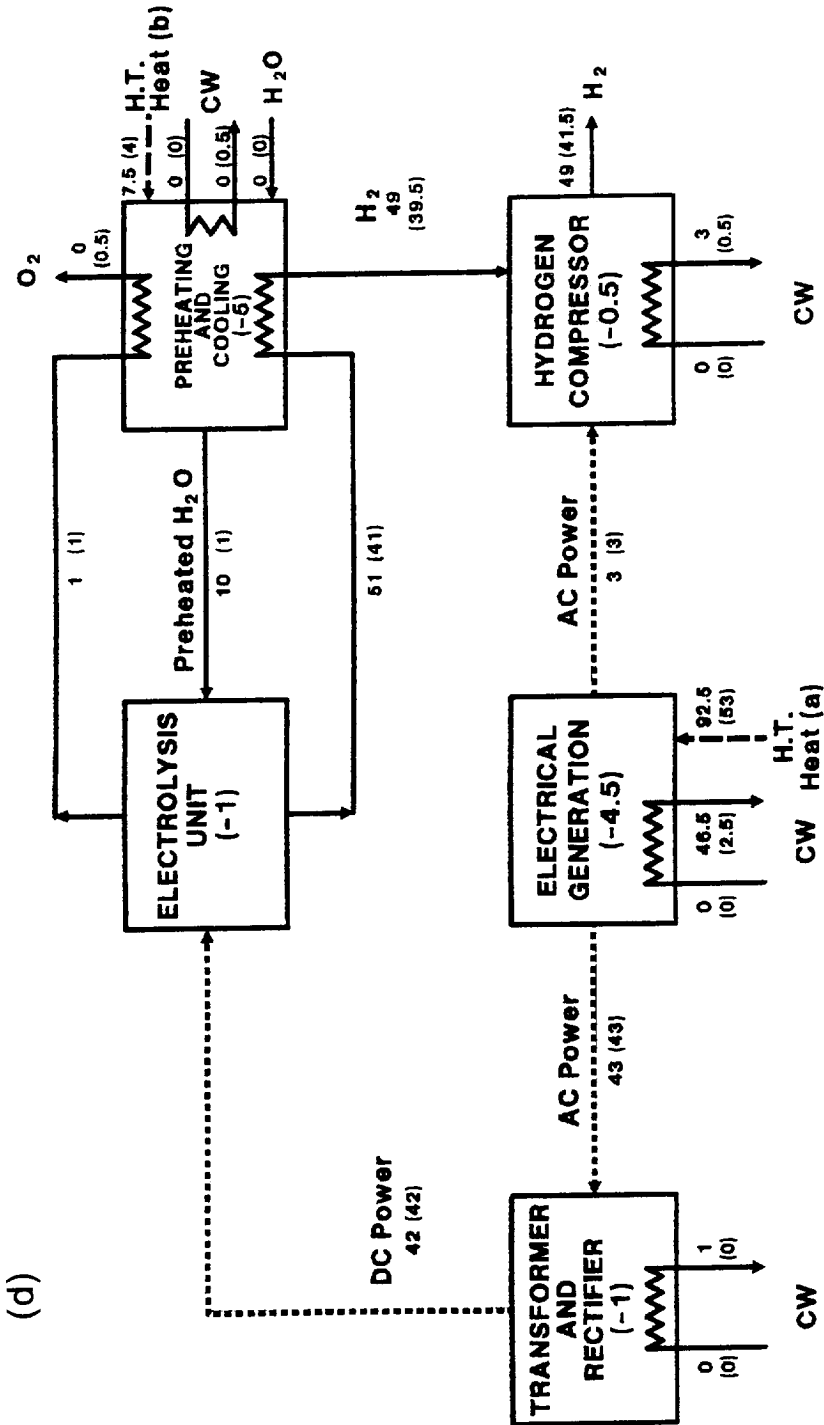 (d)
O₂
0
(0.5)
7.5 (4)
H.T.
Heat (b)
0 (0)
CW
0 (0.5)
0 (0)
H₂O
PREHEATING
AND
COOLING
(-5)
1 (1)
Preheated H₂O
10 (1)
51 (41)
ELECTROLYSIS
UNIT
(-1)
H₂
49
(39.5)
DC Power
42 (42)
TRANSFORMER
AND
RECTIFIER
(-1)
0
(0)
1
(0)
CW
AC Power
43 (43)
ELECTRICAL
GENERATION
(-4.5)
0
(0)
46.5
(2.5)
CW
92.5
(53)
H.T.
Heat (a)
AC Power
3 (3)
HYDROGEN
COMPRESSOR
(-0.5)
0
(0)
3
(0.5)
CW
49 (41.5)
H₂